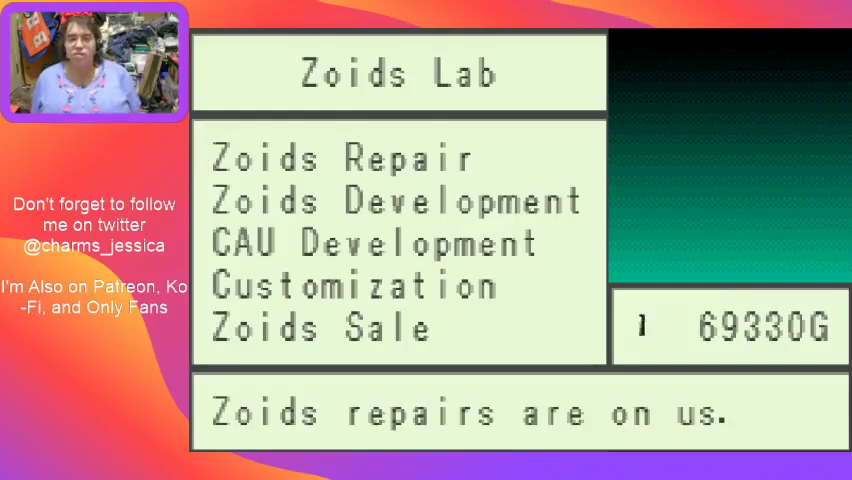 Zoids Lab
Zoids Repair
Zoids Development
CAU Development
Customization
Zoids Sale
69330G
Zoids repairs are on us.
Don't forget to follow
me on twitter
@charms_jessica
I'm Also on Patreon, Ko
-Fi, and Only Fans